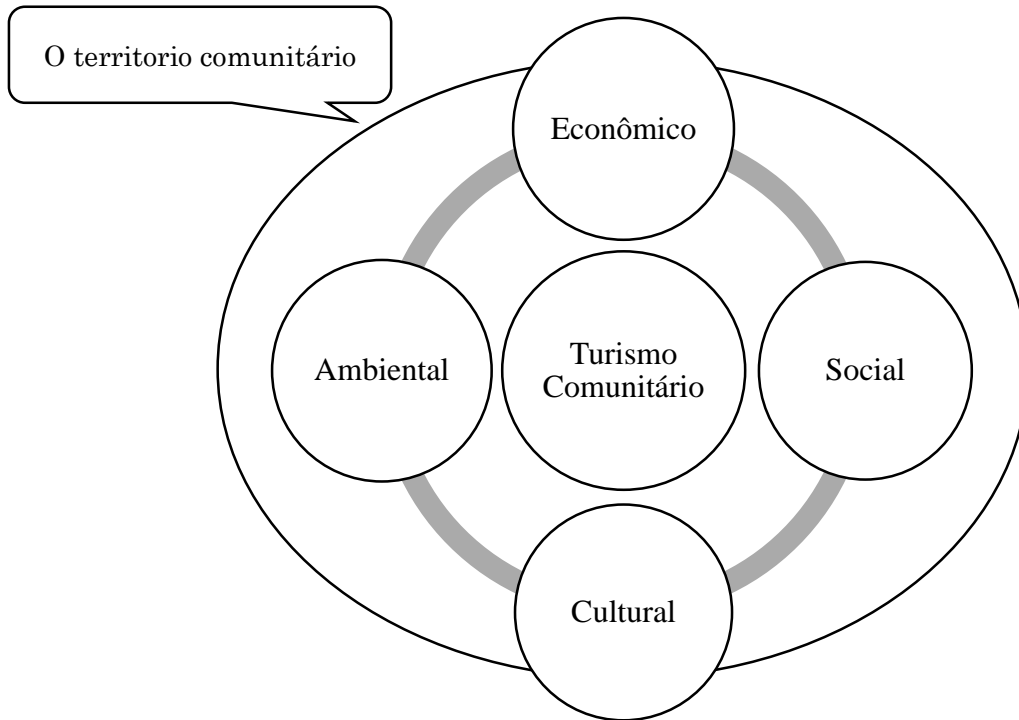 O territorio comunitário
Econômico
Ambiental
Turismo
Comunitário
Social
Cultural